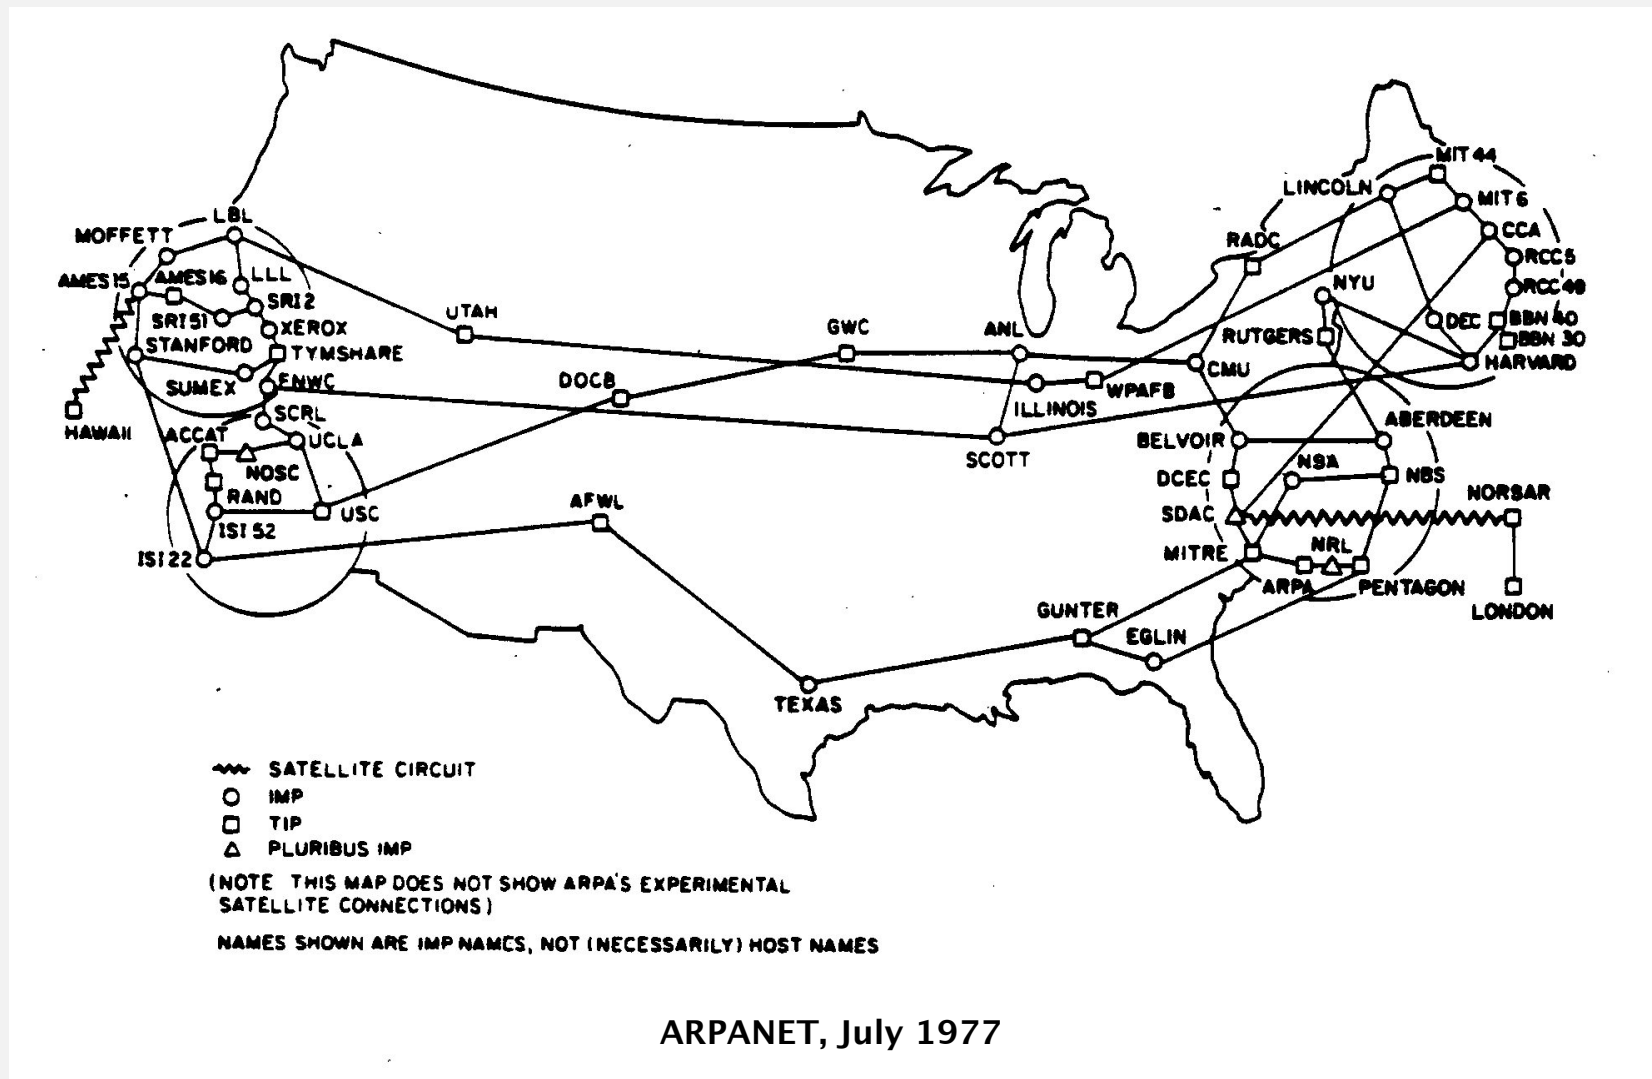 MIT 44
LINCOLN
MIT 6
LBL
CCA
MOFFETT
RADC
RCC 5
AMES 15
AMES 16
LLL
NYU
RCC 49
SRI 2
SRI 51
UTAH
XEROX
GWC
ANL
DEC
BBN 40
RUTGERS
BBN 30
STANFORD
TYMSHARE
HARVARD
CMU
SUMEX
FNWC
DOCB
WPAFB
ILLINOIS
SCRL
HAWAII
ACCAT
UCLA
ABERDEEN
BELVOIR
SCOTT
NSA
NOSC
DCEC
NBS
RAND
NORSAR
AFWL
USC
SDAC
ISI 52
NRL
MITRE
ISI 22
ARPA
PENTAGON
LONDON
GUNTER
EGLIN
TEXAS
SATELLITE CIRCUIT
IMP
TIP
PLURIBUS IMP
(NOTE THIS MAP DOES NOT SHOW ARPA'S EXPERIMENTAL
SATELLITE CONNECTIONS)
NAMES SHOWN ARE IMP NAMES, NOT (NECESSARILY) HOST NAMES
ARPANET, July 1977